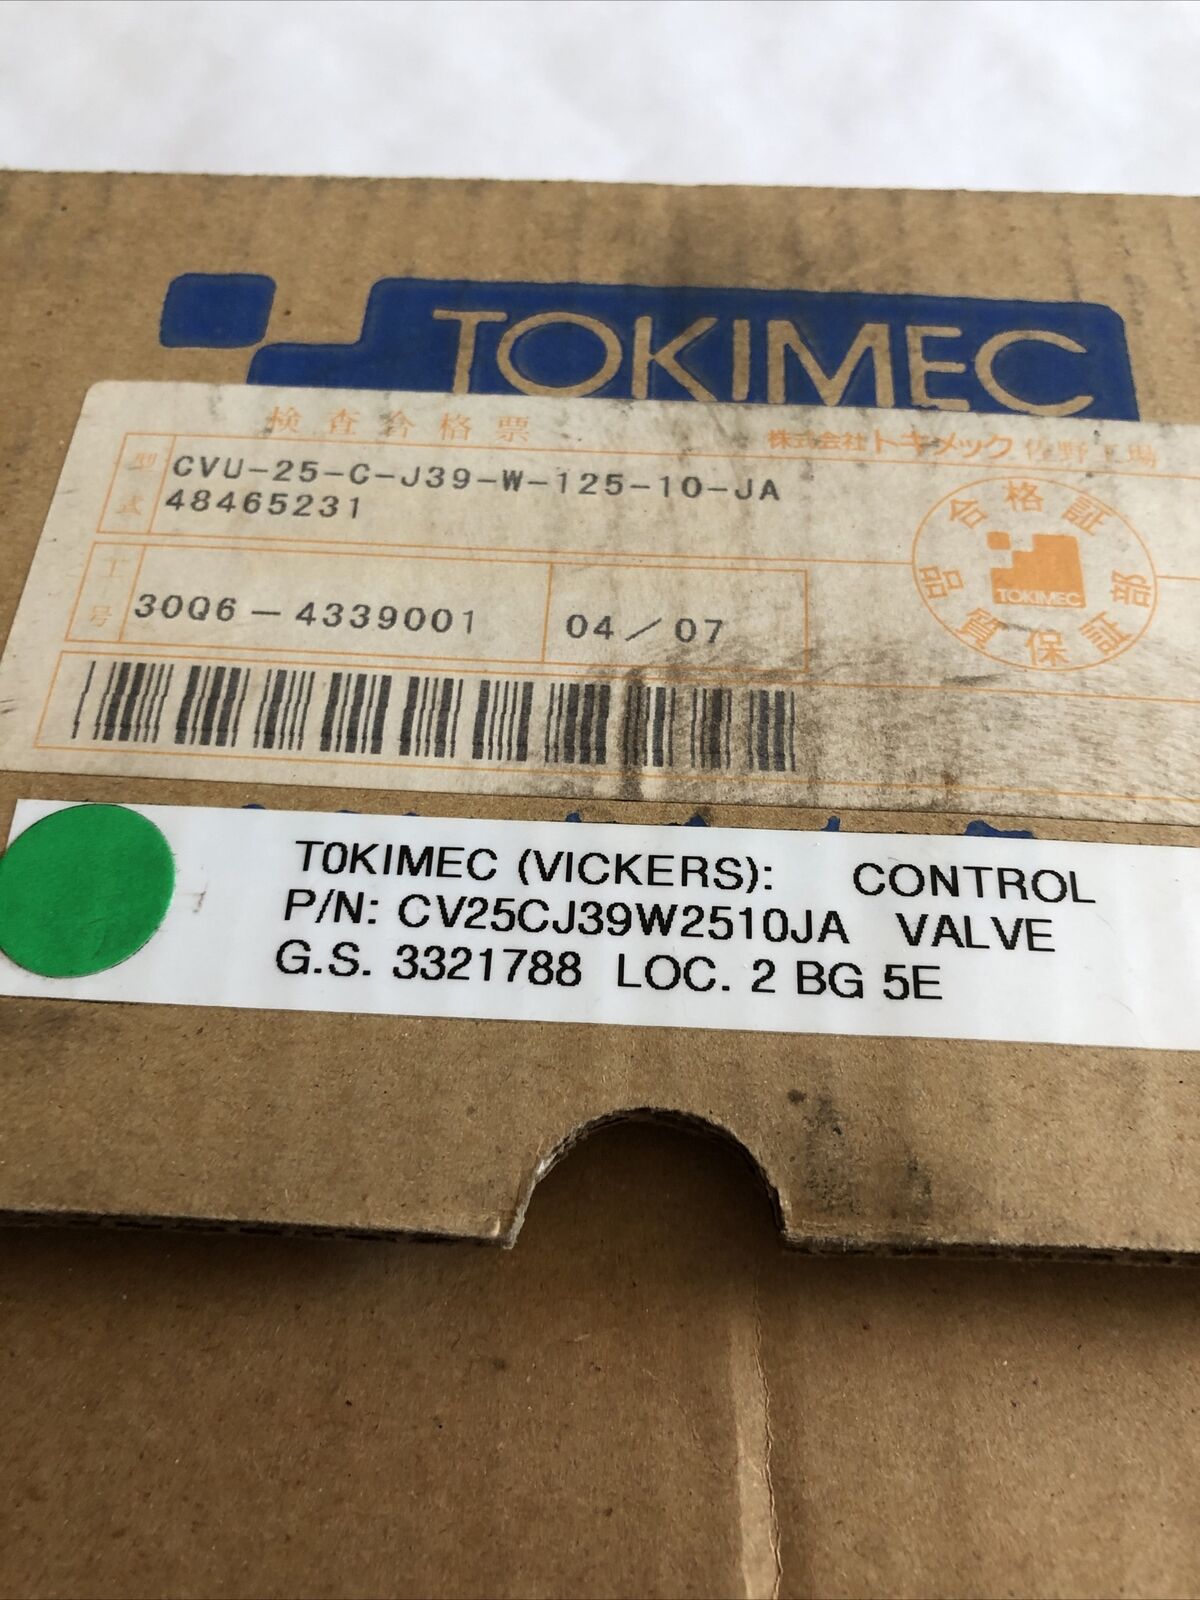 TOKIMEC
検査合格票
株式会社トキメック 佐野工場
型式
CVU-25-C-J39-W-125-10-JA
48465231
工号
30Q6-4339001
04/07
合格証
TOKIMEC
品質保証部
TOKIMEC (VICKERS): CONTROL
P/N: CV25CJ39W2510JA VALVE
G.S. 3321788 LOC. 2 BG 5E